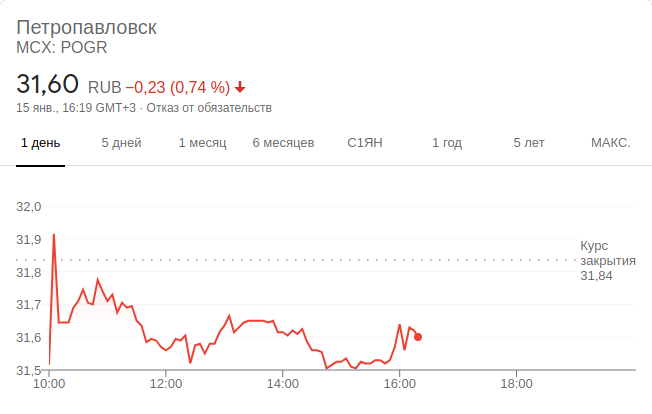 Петропавловск
MCX: POGR
31,60 RUB −0,23 (0,74 %)
15 янв., 16:19 GMT+3 · Отказ от обязательств
1 день 5 дней 1 месяц 6 месяцев С1ЯН 1 год 5 лет МАКС.
32,0
31,9
Курс
закрытия
31,84
31,8
31,7
31,6
31,5
10:00 12:00 14:00 16:00 18:00